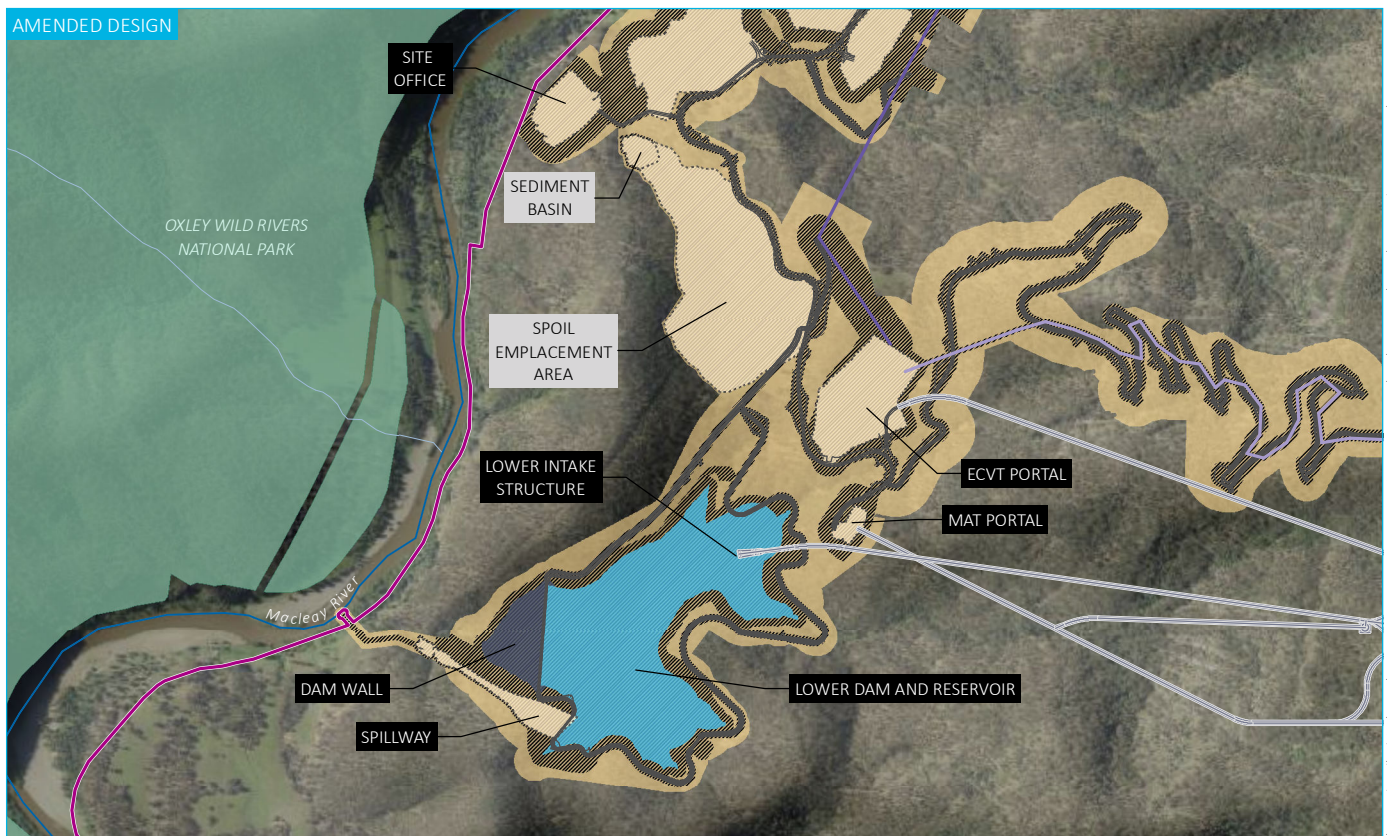 AMENDED DESIGN
SITE
OFFICE
SEDIMENT
BASIN
OXLEY WILD RIVERS
NATIONAL PARK
SPOIL
EMPLACEMENT
AREA
LOWER INTAKE
STRUCTURE
ECVT PORTAL
MAT PORTAL
Macleay River
DAM WALL
LOWER DAM AND RESERVOIR
SPILLWAY